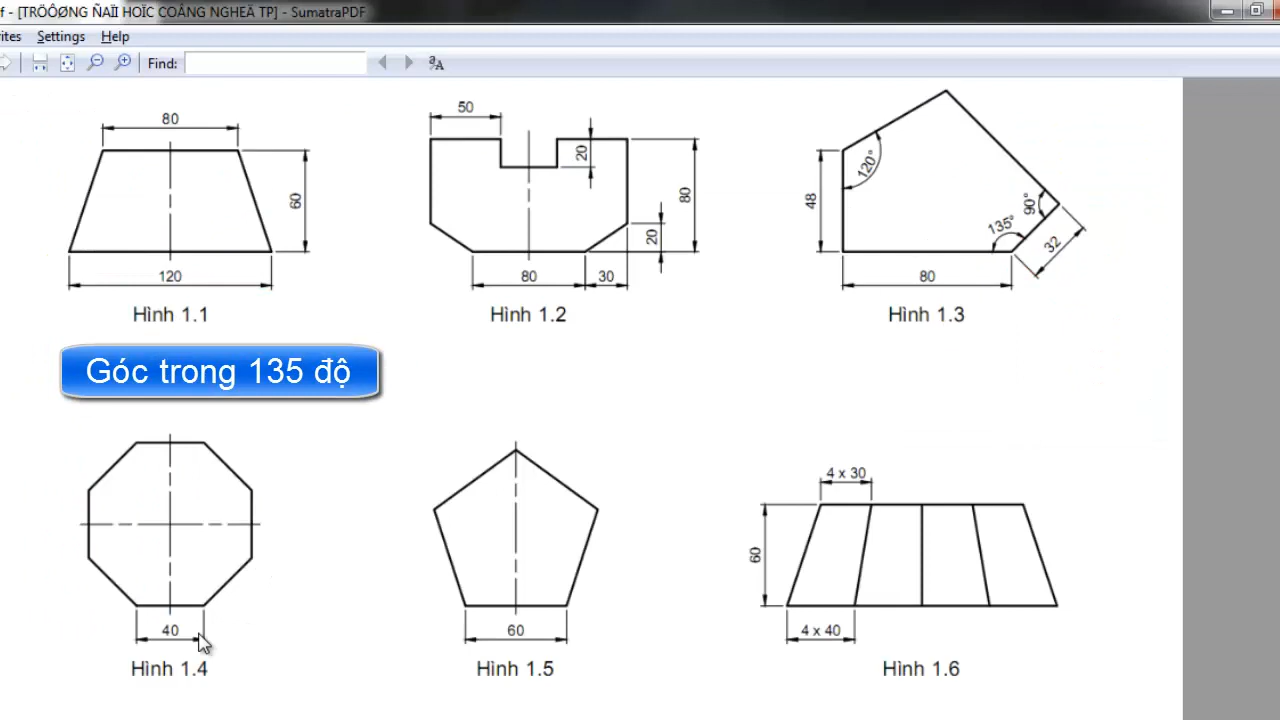 f - [TRÖÔØNG ÑAÏI HOÏC COÂNG NGHEÄ TP] - SumatraPDF
ites Settings Help
Find:
80
60
120
Hình 1.1
50
20
80
20
80
30
Hình 1.2
120°
48
90°
135°
32
80
Hình 1.3
Góc trong 135 độ
40
Hình 1.4
60
Hình 1.5
4 x 30
60
4 x 40
Hình 1.6